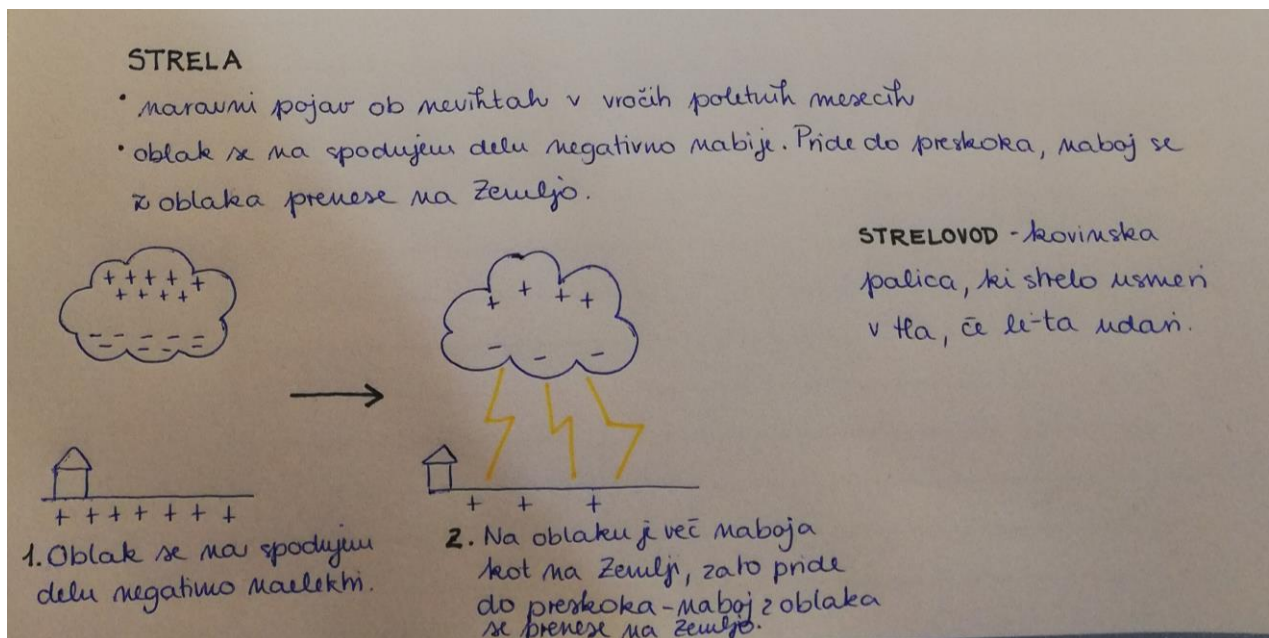 STRELA
• naravni pojav ob nevihtah v vročih poletnih mesecih
• oblak se na spodnjem delu negativno nabije. Pride do preskoka, naboj se
z oblaka prenese na Zemljo.
STRELOVOD - kovinska
palica, ki strelo usmeri
v tla, če le-ta udari.
+ + + + +
+ + + +
- - - - -
- - - -
+ + + +
- - -
+ + + + + + +
+ + +
1. Oblak se na spodnjem
delu negativno naelektri.
2. Na oblaku je več naboja
kot na Zemlji, zato pride
do preskoka - naboj z oblaka
se prenese na Zemljo.